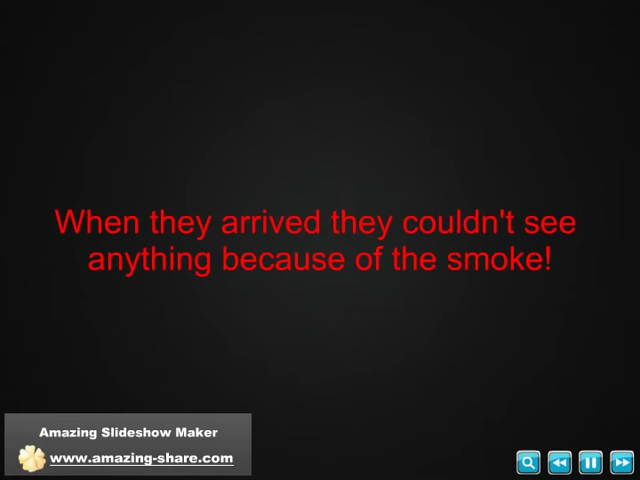 When they arrived they couldn't see
anything because of the smoke!
Amazing Slideshow Maker
www.amazing-share.com